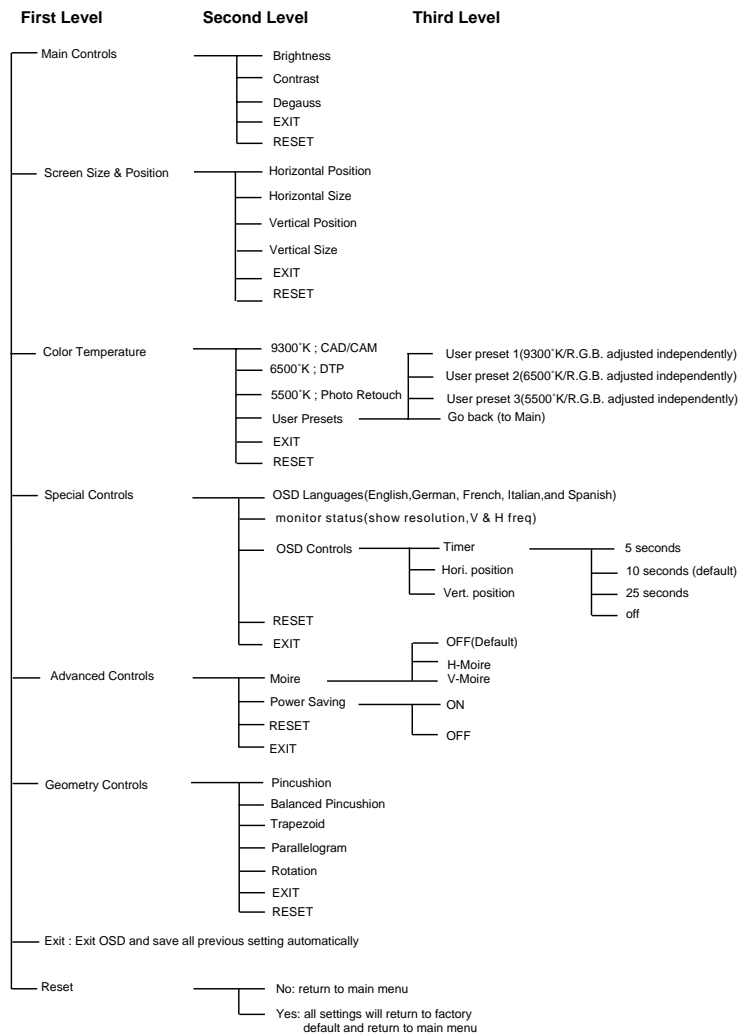 First Level Second Level Third Level
Main Controls Brightness
Contrast
Degauss
EXIT
RESET
Screen Size & Position Horizontal Position
Horizontal Size
Vertical Position
Vertical Size
EXIT
RESET
Color Temperature 9300°K ; CAD/CAM
6500°K ; DTP
5500°K ; Photo Retouch
User Presets
EXIT
RESET
User preset 1(9300°K/R.G.B. adjusted independently)
User preset 2(6500°K/R.G.B. adjusted independently)
User preset 3(5500°K/R.G.B. adjusted independently)
Go back (to Main)
Special Controls OSD Languages(English,German, French, Italian,and Spanish)
monitor status(show resolution,V & H freq)
OSD Controls Timer 5 seconds
Hori. position 10 seconds (default)
Vert. position 25 seconds
off
RESET
EXIT
Advanced Controls Moire
Power Saving
RESET
EXIT
OFF(Default)
H-Moire
V-Moire
ON
OFF
Geometry Controls Pincushion
Balanced Pincushion
Trapezoid
Parallelogram
Rotation
EXIT
RESET
Exit : Exit OSD and save all previous setting automatically
Reset No: return to main menu
Yes: all settings will return to factory
default and return to main menu